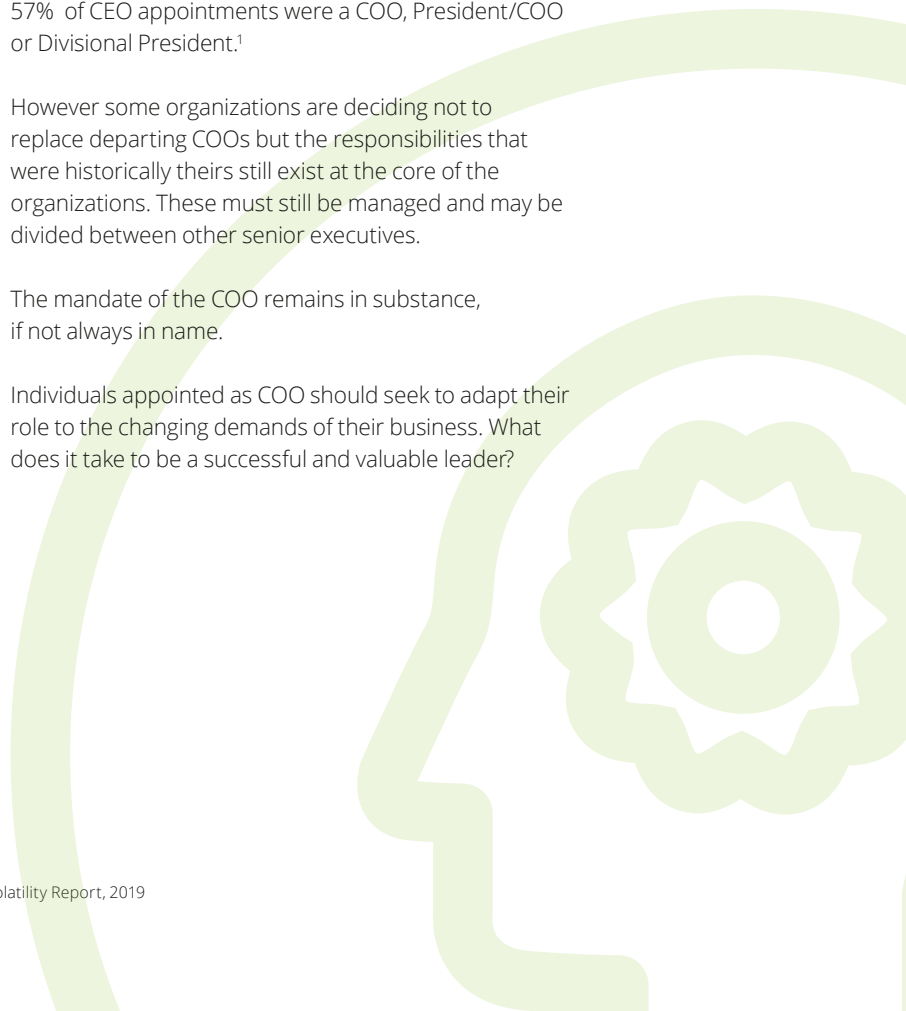 57% of CEO appointments were a COO, President/COO
or Divisional President.¹
However some organizations are deciding not to
replace departing COOs but the responsibilities that
were historically theirs still exist at the core of the
organizations. These must still be managed and may be
divided between other senior executives.
The mandate of the COO remains in substance,
if not always in name.
Individuals appointed as COO should seek to adapt their
role to the changing demands of their business. What
does it take to be a successful and valuable leader?
Report, 2019